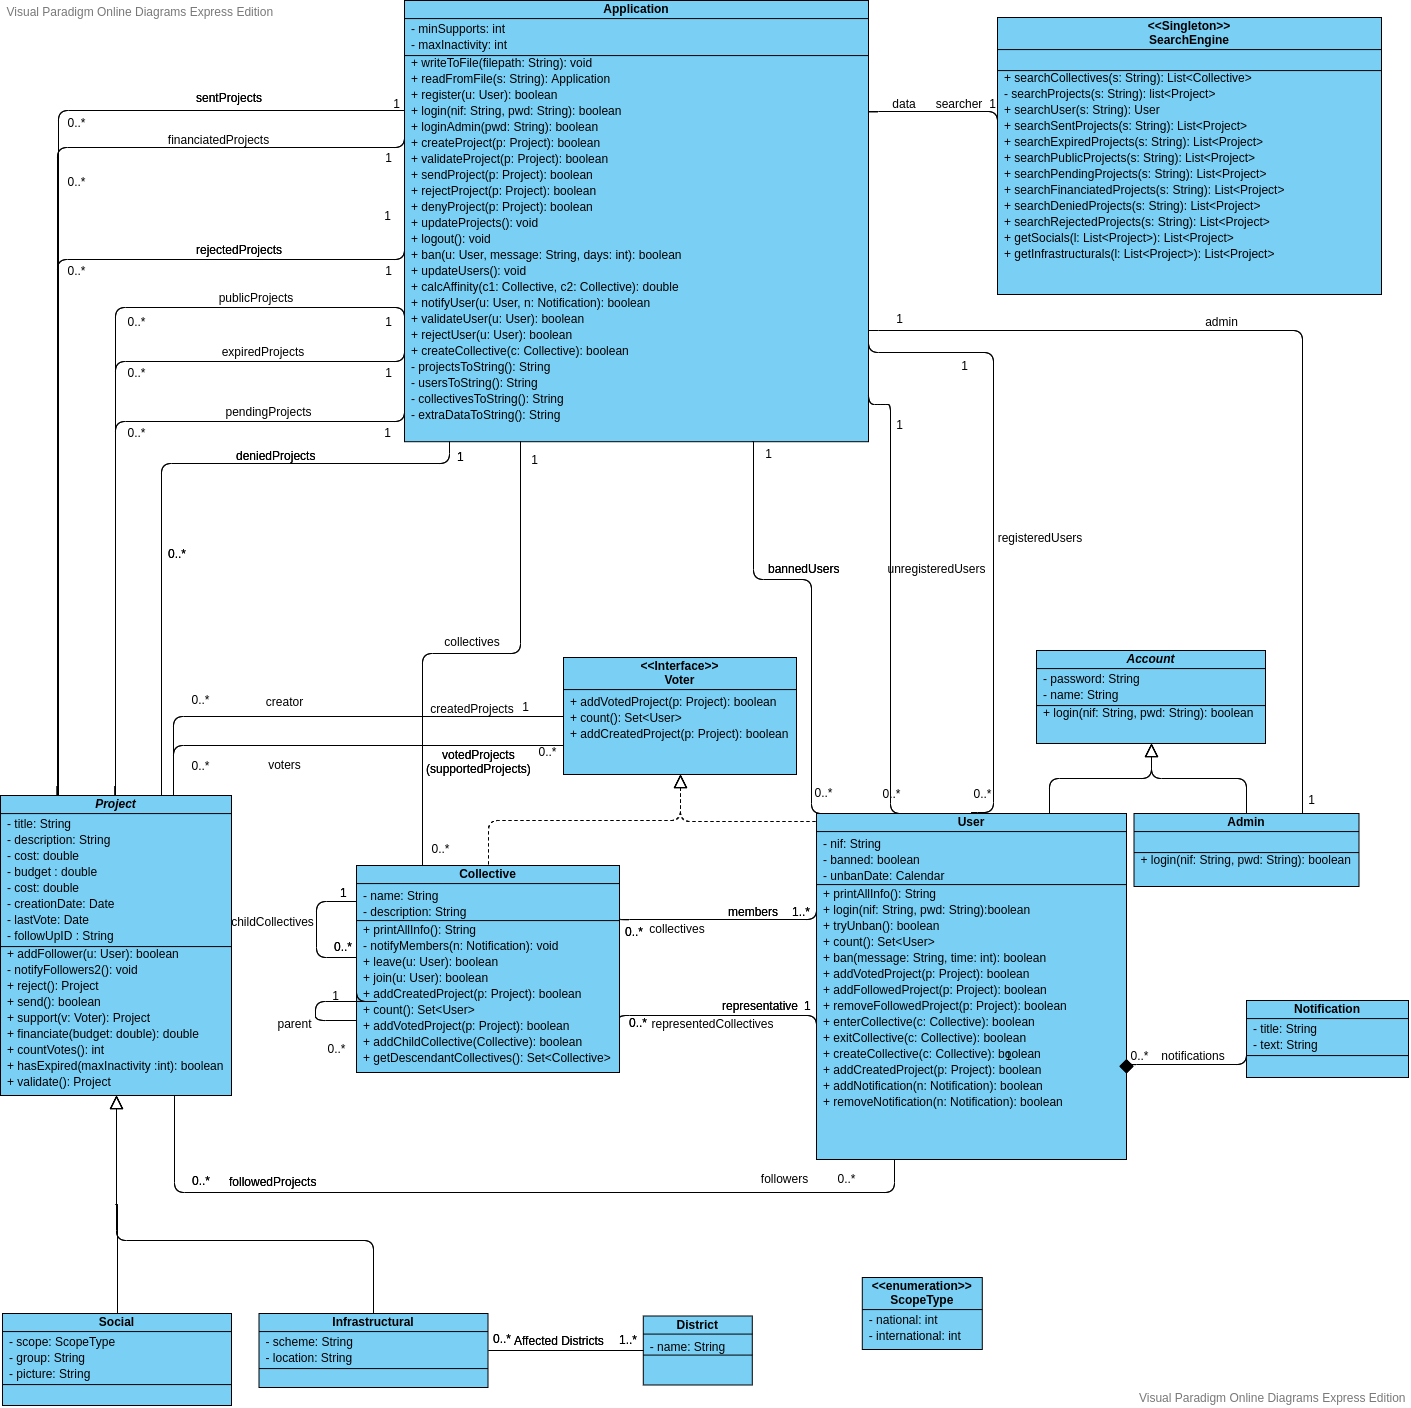 Visual Paradigm Online Diagrams Express Edition
Application
- minSupports: int
- maxInactivity: int
+ writeToFile(filepath: String): void
+ readFromFile(s: String): Application
+ register(u: User): boolean
+ login(nif: String, pwd: String): boolean
+ loginAdmin(pwd: String): boolean
+ createProject(p: Project): boolean
+ validateProject(p: Project): boolean
+ sendProject(p: Project): boolean
+ rejectProject(p: Project): boolean
+ denyProject(p: Project): boolean
+ updateProjects(): void
+ logout(): void
+ ban(u: User, message: String, days: int): boolean
+ updateUsers(): void
+ calcAffinity(c1: Collective, c2: Collective): double
+ notifyUser(u: User, n: Notification): boolean
+ validateUser(u: User): boolean
+ rejectUser(u: User): boolean
+ createCollective(c: Collective): boolean
- projectsToString(): String
- usersToString(): String
- collectivesToString(): String
- extraDataToString(): String
<<Singleton>>
SearchEngine
+ searchCollectives(s: String): List<Collective>
- searchProjects(s: String): list<Project>
+ searchUser(s: String): User
+ searchSentProjects(s: String): List<Project>
+ searchExpiredProjects(s: String): List<Project>
+ searchPublicProjects(s: String): List<Project>
+ searchPendingProjects(s: String): List<Project>
+ searchFinanciatedProjects(s: String): List<Project>
+ searchDeniedProjects(s: String): List<Project>
+ searchRejectedProjects(s: String): List<Project>
+ getSocials(l: List<Project>): List<Project>
+ getInfrastructurals(l: List<Project>): List<Project>
data searcher 1
sentProjects 1
0..*
financiatedProjects
1
0..*
1
rejectedProjects
0..* 1
publicProjects
0..* 1
expiredProjects
0..* 1
pendingProjects
0..* 1
deniedProjects 1
0..*
1
collectives
0..*
1
bannedUsers
0..*
1
unregisteredUsers
0..*
1
registeredUsers
0..*
1 admin
1
0..* creator createdProjects 1
0..* voters votedProjects
(supportedProjects)
0..*
<<Interface>>
Voter
+ addVotedProject(p: Project): boolean
+ count(): Set<User>
+ addCreatedProject(p: Project): boolean
Account
- password: String
- name: String
+ login(nif: String, pwd: String): boolean
Project
- title: String
- description: String
- cost: double
- budget : double
- cost: double
- creationDate: Date
- lastVote: Date
- followUpID : String
+ addFollower(u: User): boolean
- notifyFollowers2(): void
+ reject(): Project
+ send(): boolean
+ support(v: Voter): Project
+ financiate(budget: double): double
+ countVotes(): int
+ hasExpired(maxInactivity :int): boolean
+ validate(): Project
1
childCollectives
0..*
1
parent
0..*
Collective
- name: String
- description: String
+ printAllInfo(): String
- notifyMembers(n: Notification): void
+ leave(u: User): boolean
+ join(u: User): boolean
+ addCreatedProject(p: Project): boolean
+ count(): Set<User>
+ addVotedProject(p: Project): boolean
+ addChildCollective(Collective): boolean
+ getDescendantCollectives(): Set<Collective>
members 1..*
0..* collectives
representative 1
0..* representedCollectives
User
- nif: String
- banned: boolean
- unbanDate: Calendar
+ printAllInfo(): String
+ login(nif: String, pwd: String):boolean
+ tryUnban(): boolean
+ count(): Set<User>
+ ban(message: String, time: int): boolean
+ addVotedProject(p: Project): boolean
+ addFollowedProject(p: Project): boolean
+ removeFollowedProject(p: Project): boolean
+ enterCollective(c: Collective): boolean
+ exitCollective(c: Collective): boolean
+ createCollective(c: Collective): boolean
1
+ addCreatedProject(p: Project): boolean
+ addNotification(n: Notification): boolean
+ removeNotification(n: Notification): boolean
Admin
+ login(nif: String, pwd: String): boolean
0..* notifications
Notification
- title: String
- text: String
0..* followedProjects followers 0..*
Social
- scope: ScopeType
- group: String
- picture: String
Infrastructural
- scheme: String
- location: String
0..* Affected Districts 1..*
District
- name: String
<<enumeration>>
ScopeType
- national: int
- international: int
Visual Paradigm Online Diagrams Express Edition